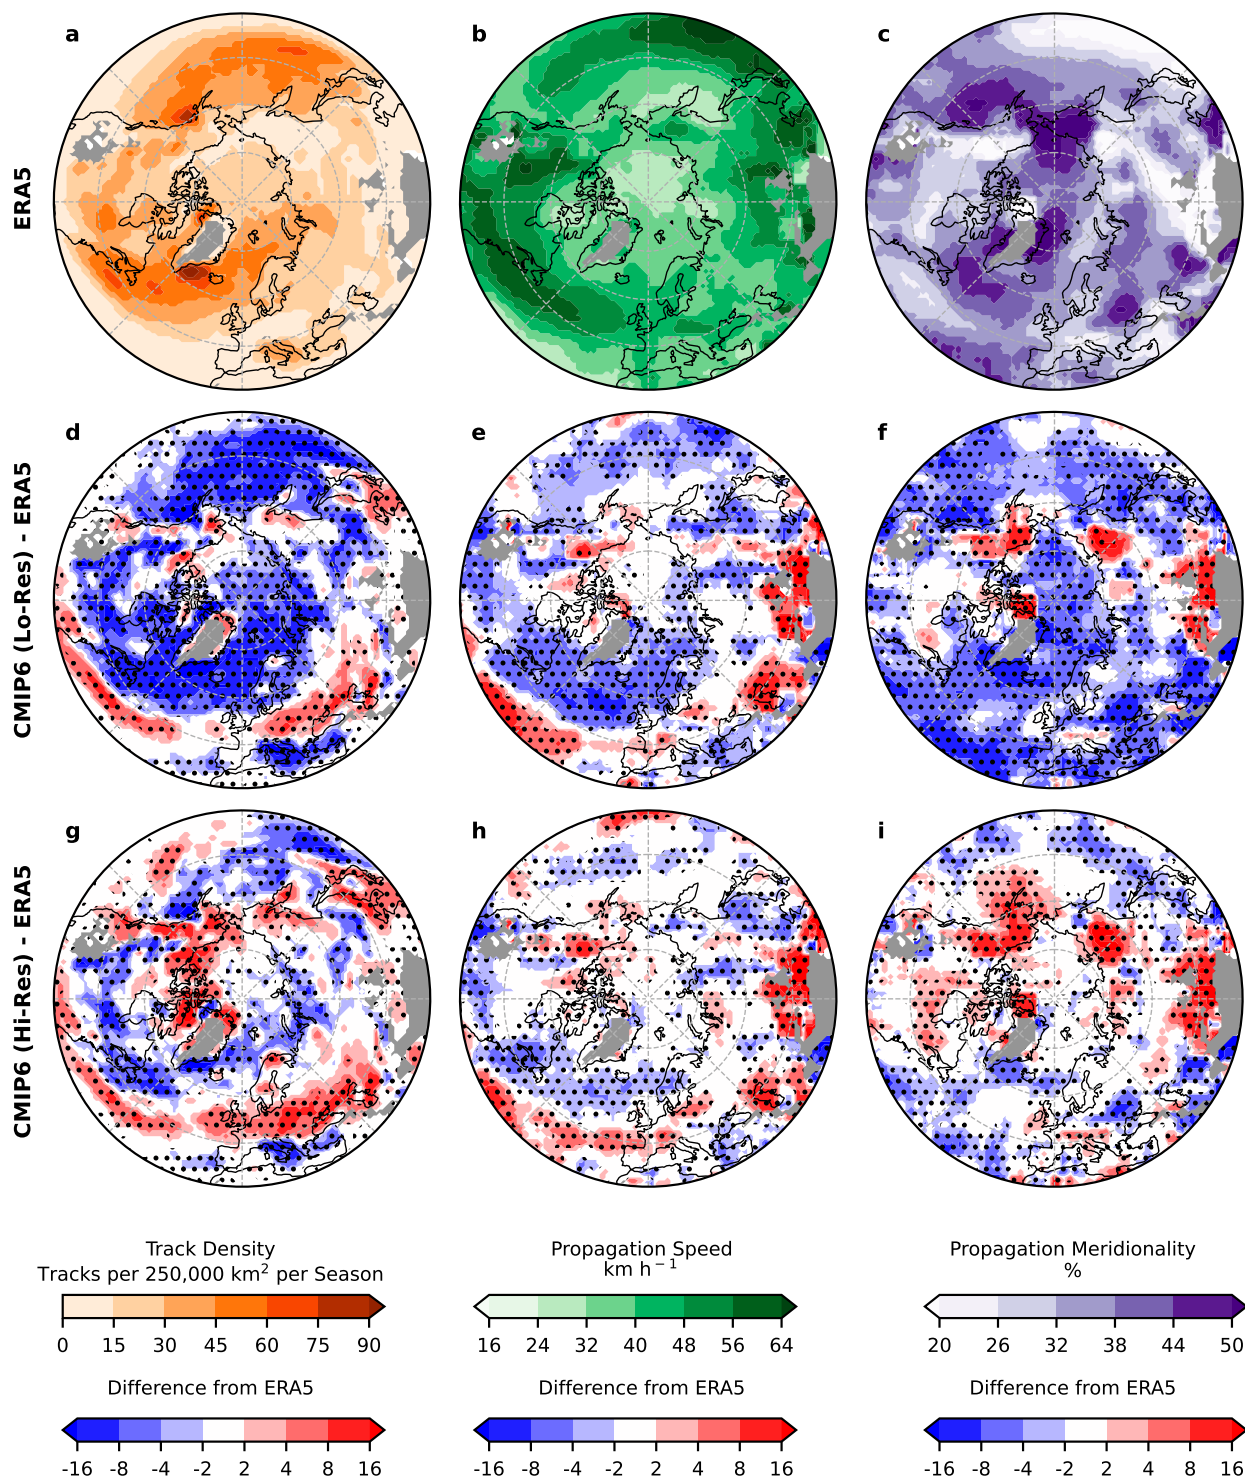 a
b
c
ERA5
d
e
f
CMIP6 (Lo-Res) - ERA5
g
h
i
CMIP6 (Hi-Res) - ERA5
Track Density
Tracks per 250,000 km² per Season
0 15 30 45 60 75 90
Propagation Speed
km h⁻¹
16 24 32 40 48 56 64
Propagation Meridionality
%
20 26 32 38 44 50
Difference from ERA5
-16 -8 -4 -2 2 4 8 16
Difference from ERA5
-16 -8 -4 -2 2 4 8 16
Difference from ERA5
-16 -8 -4 -2 2 4 8 16